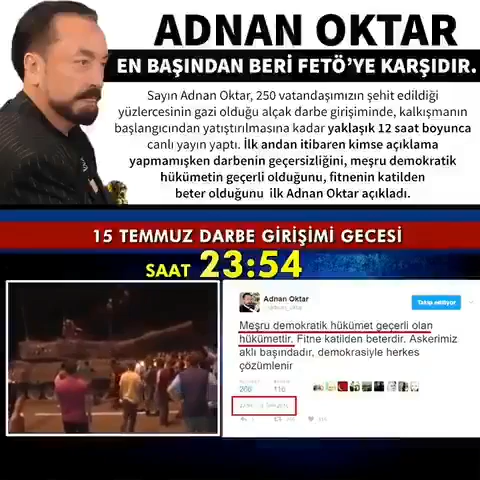 ADNAN OKTAR
EN BAŞINDAN BERİ FETÖ'YE KARŞIDIR.
Sayın Adnan Oktar, 250 vatandaşımızın şehit edildiği
yüzlercesinin gazi olduğu alçak darbe girişiminde, kalkışmanın
başlangıcından yatıştırılmasına kadar yaklaşık 12 saat boyunca
canlı yayın yaptı. İlk andan itibaren kimse açıklama
yapmamışken darbenin geçersizliğini, meşru demokratik
hükümetin geçerli olduğunu, fitnenin katilden
beter olduğunu ilk Adnan Oktar açıkladı.
15 TEMMUZ DARBE GİRİŞİMİ GECESİ
SAAT 23:54
Adnan Oktar
Takip ediliyor
Meşru demokratik hükümet geçerli olan
hükümettir. Fitne katilden beterdir. Askerimiz
aklı başındadır, demokrasiyle herkes
çözümlenir